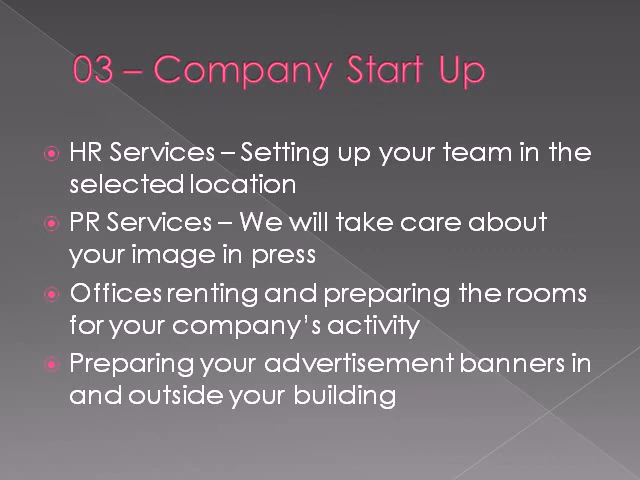 03 – Company Start Up
HR Services – Setting up your team in the
selected location
PR Services – We will take care about
your image in press
Offices renting and preparing the rooms
for your company's activity
Preparing your advertisement banners in
and outside your building